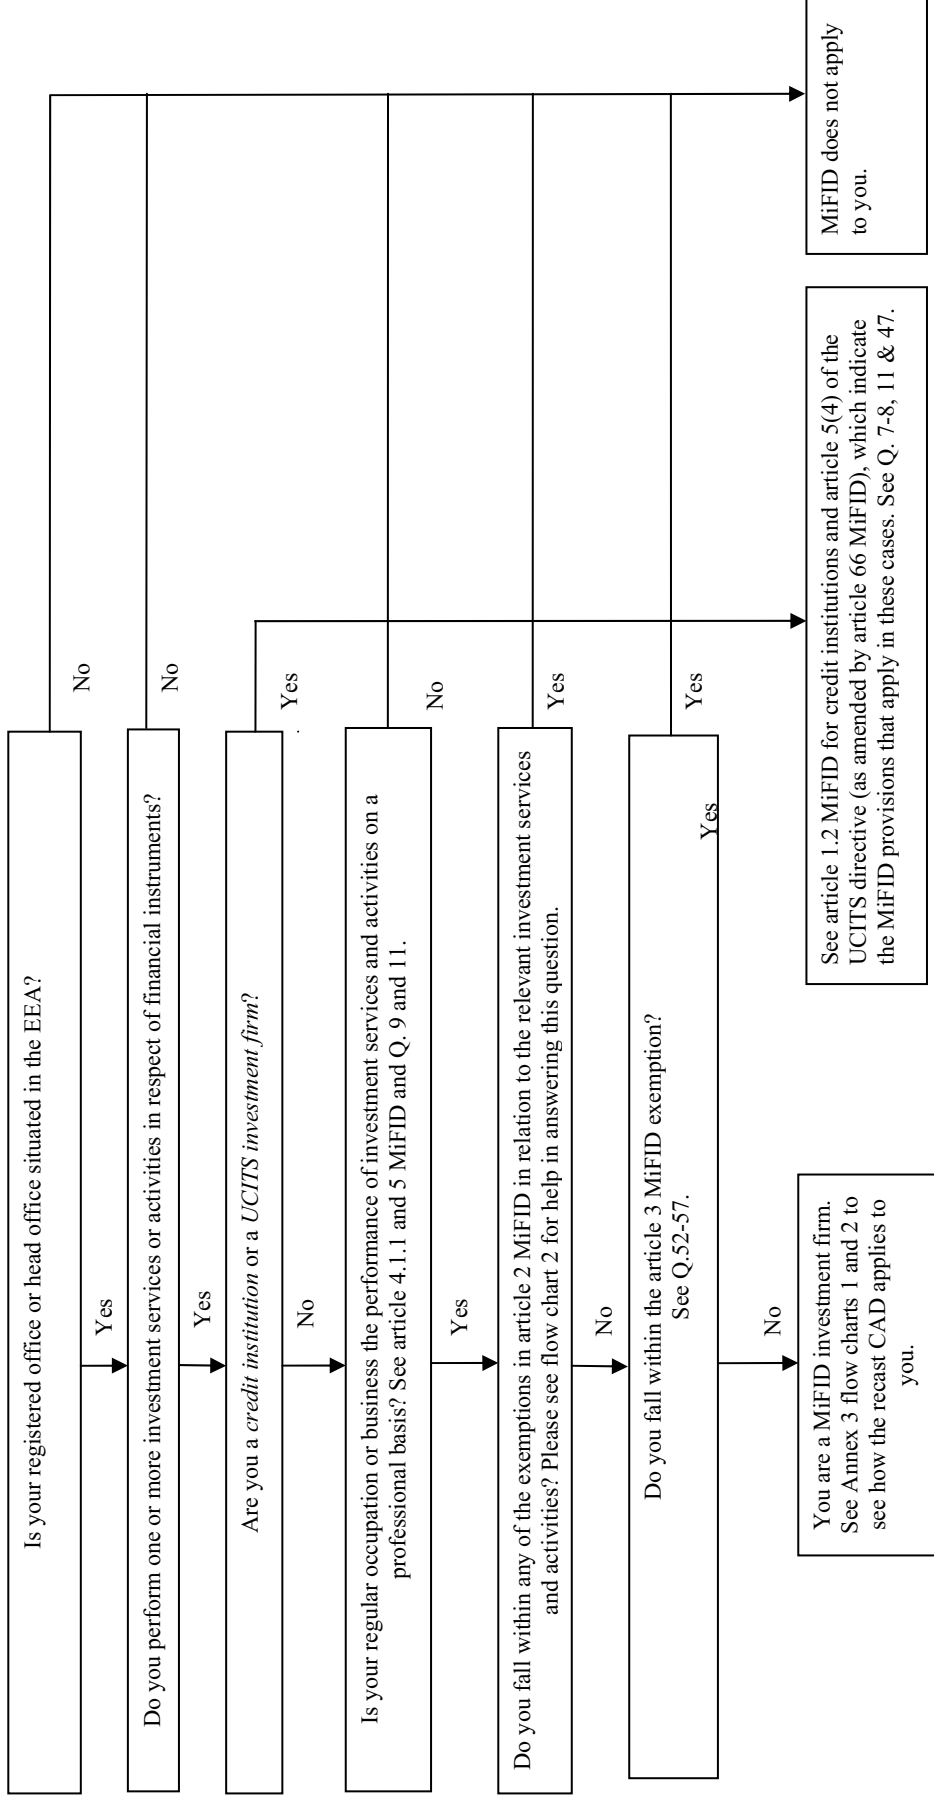 Is your registered office or head office situated in the EEA?
No
Yes
Do you perform one or more investment services or activities in respect of financial instruments?
No
Yes
Are you a credit institution or a UCITS investment firm?
Yes
.
No
Is your regular occupation or business the performance of investment services and activities on a
professional basis? See article 4.1.1 and 5 MiFID and Q. 9 and 11.
No
Yes
Do you fall within any of the exemptions in article 2 MiFID in relation to the relevant investment services
and activities? Please see flow chart 2 for help in answering this question.
Yes
No
Do you fall within the article 3 MiFID exemption?
See Q.52-57.
Yes
Yes
No
You are a MiFID investment firm.
See Annex 3 flow charts 1 and 2 to
see how the recast CAD applies to
you.
See article 1.2 MiFID for credit institutions and article 5(4) of the
UCITS directive (as amended by article 66 MiFID), which indicate
the MiFID provisions that apply in these cases. See Q. 7-8, 11 & 47.
MiFID does not apply
to you.